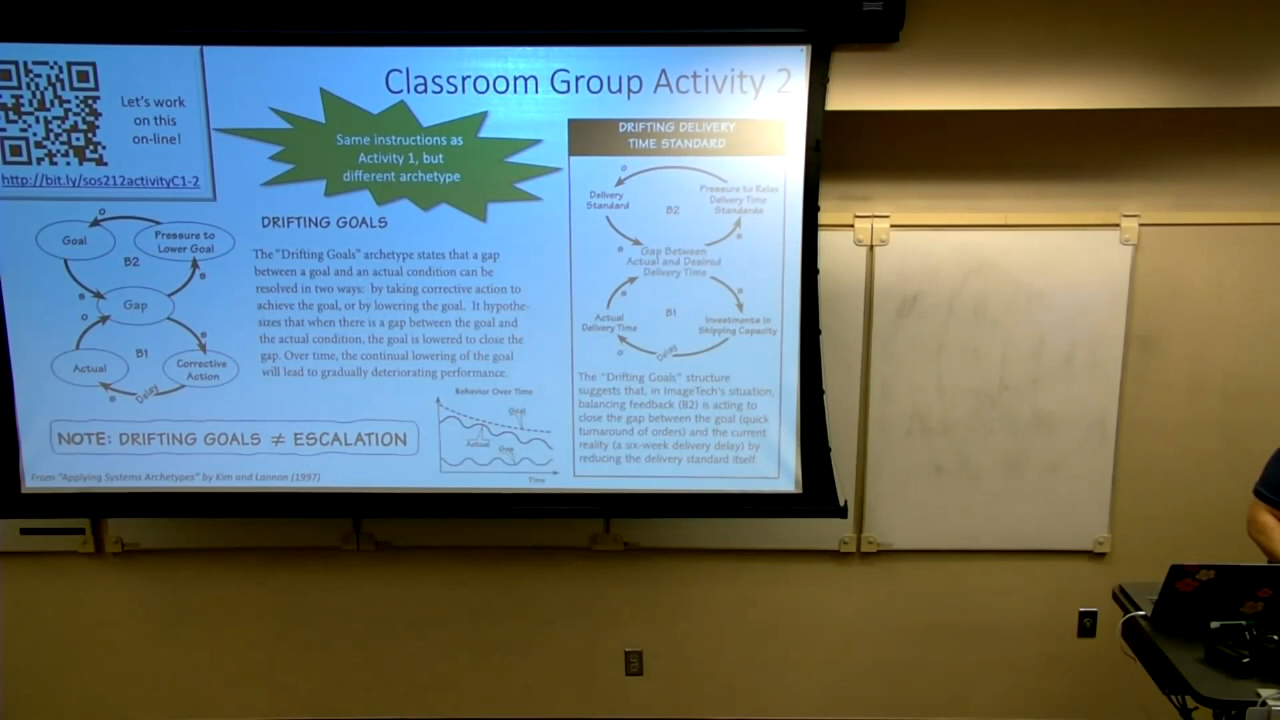 Classroom Group Activity 2
Let's work
on this
on-line!
http://bit.ly/sos212activityC1-2
Same instructions as
Activity 1, but
different archetype
Goal
Pressure to
Lower Goal
B2
o
s
s
Gap
o
s
B1
Actual
Corrective
Action
Delay
s
NOTE: DRIFTING GOALS ≠ ESCALATION
From "Applying Systems Archetypes" by Kim and Lannon (1997)
DRIFTING GOALS
The "Drifting Goals" archetype states that a gap
between a goal and an actual condition can be
resolved in two ways: by taking corrective action to
achieve the goal, or by lowering the goal. It hypothe-
sizes that when there is a gap between the goal and
the actual condition, the goal is lowered to close the
gap. Over time, the continual lowering of the goal
will lead to gradually deteriorating performance.
Behavior Over Time
Goal
Actual
Gap
Time
DRIFTING DELIVERY
TIME STANDARD
o
Delivery
Standard
Pressure to Relax
Delivery Time
Standards
B2
s
s
Gap Between
Actual and Desired
Delivery Time
s
s
B1
Actual
Delivery Time
Investments in
Shipping Capacity
o
Delay
The "Drifting Goals" structure
suggests that, in ImageTech's situation,
balancing feedback (B2) is acting to
close the gap between the goal (quick
turnaround of orders) and the current
reality (a six-week delivery delay) by
reducing the delivery standard itself.